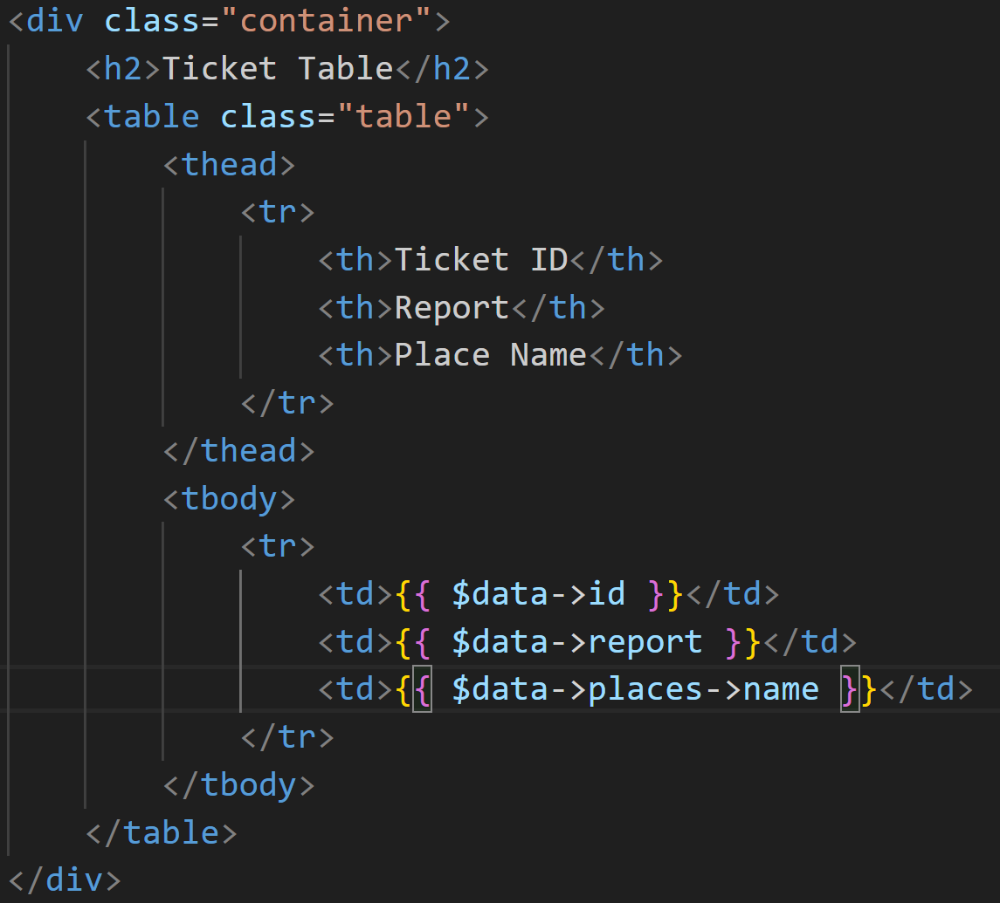 <div class="container">
    <h2>Ticket Table</h2>
    <table class="table">
        <thead>
            <tr>
                <th>Ticket ID</th>
                <th>Report</th>
                <th>Place Name</th>
            </tr>
        </thead>
        <tbody>
            <tr>
                <td>{{ $data->id }}</td>
                <td>{{ $data->report }}</td>
                <td>{{ $data->places->name }}</td>
            </tr>
        </tbody>
    </table>
</div>